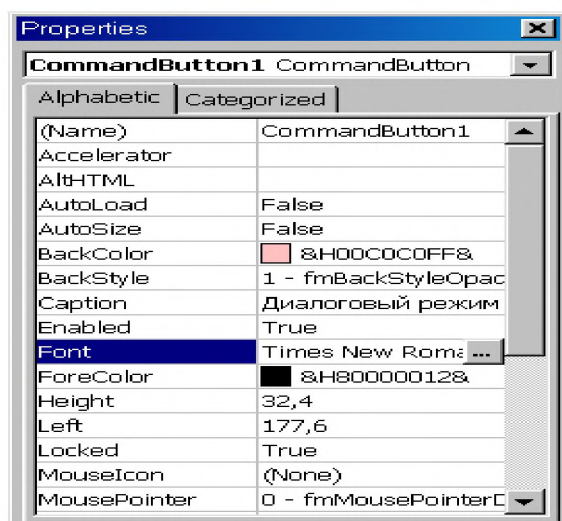 Properties
CommandButton1 CommandButton
Alphabetic Categorized
(Name) CommandButton1
Accelerator
AltHTML
AutoLoad False
AutoSize False
BackColor &H00C0C0FF&
BackStyle 1 - fmBackStyleOpac
Caption Диалоговый режим
Enabled True
Font Times New Roma ...
ForeColor &H80000012&
Height 32,4
Left 177,6
Locked True
MouseIcon (None)
MousePointer 0 - fmMousePointerD